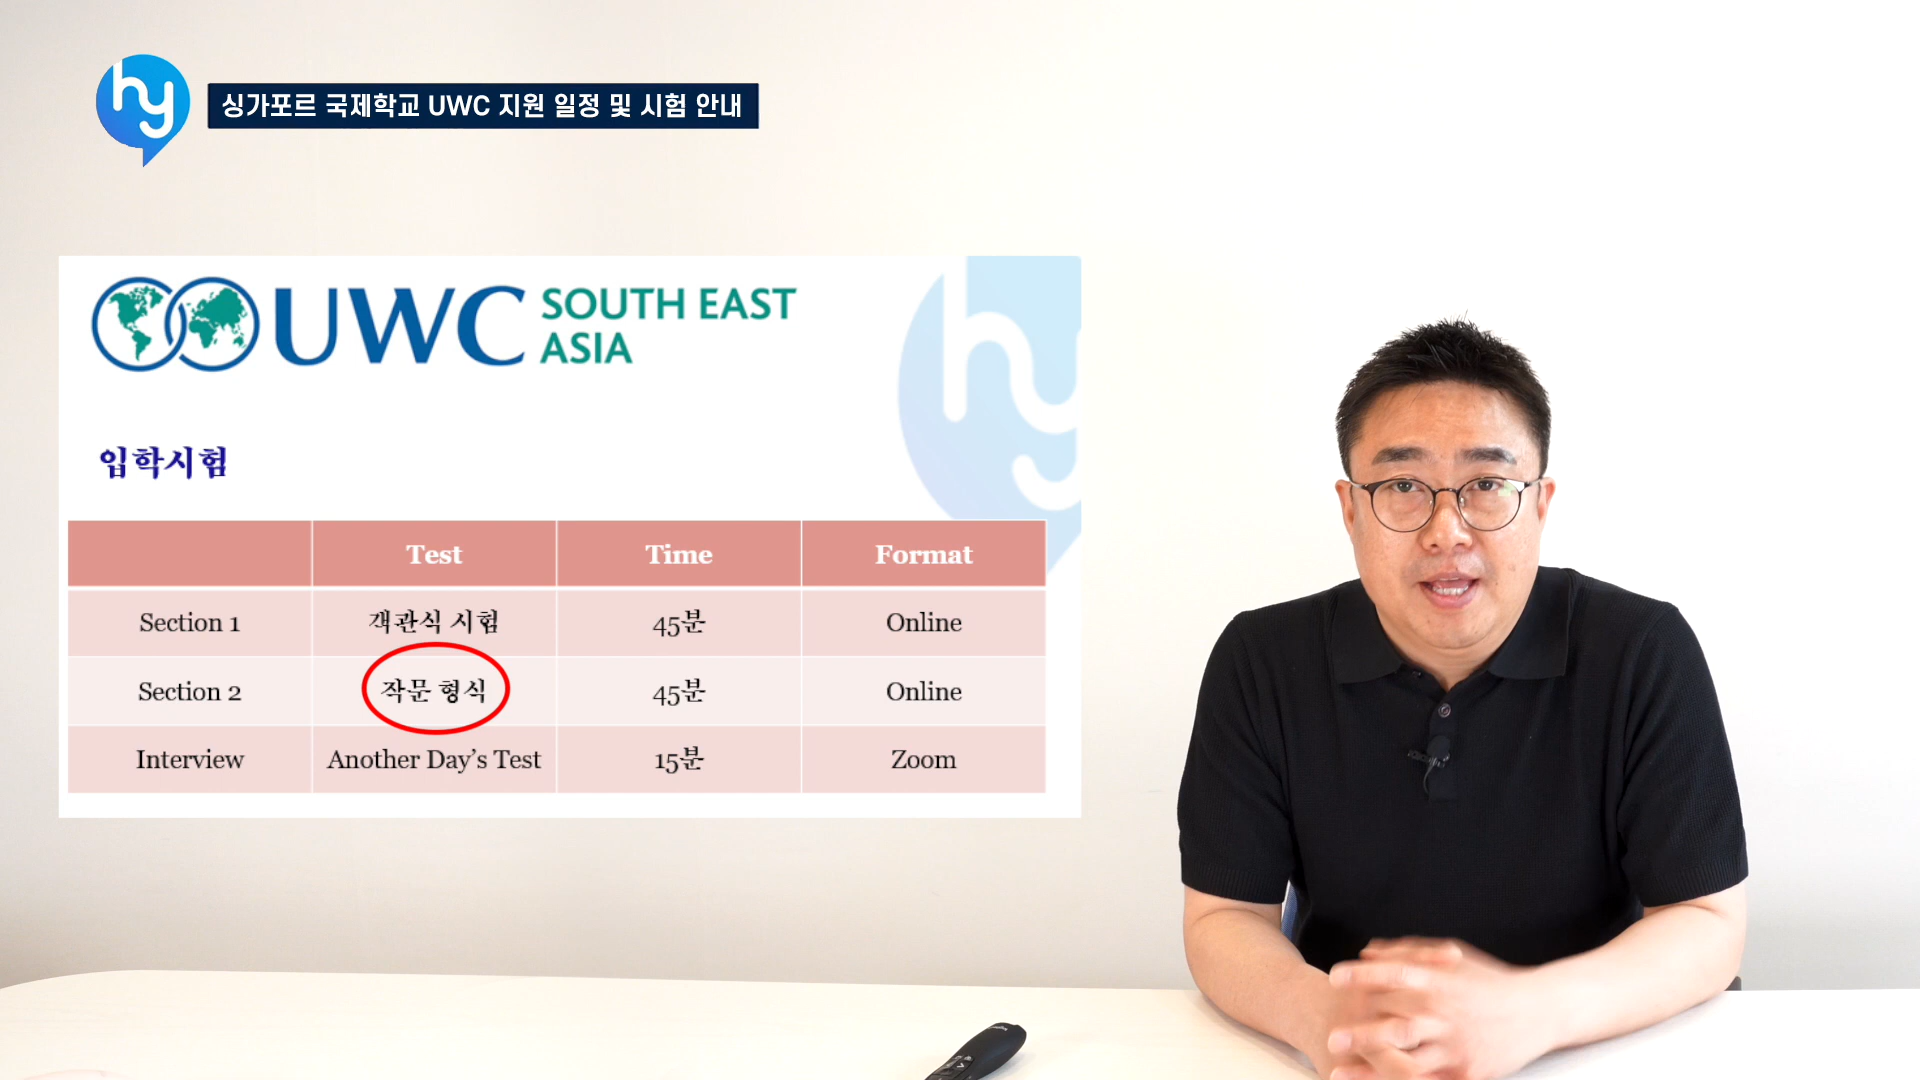 hy
싱가포르 국제학교 UWC 지원 일정 및 시험 안내
UWC SOUTH EAST
ASIA
hy
입학시험
Test Time Format
Section 1 객관식 시험 45분 Online
Section 2 작문 형식 45분 Online
Interview Another Day's Test 15분 Zoom